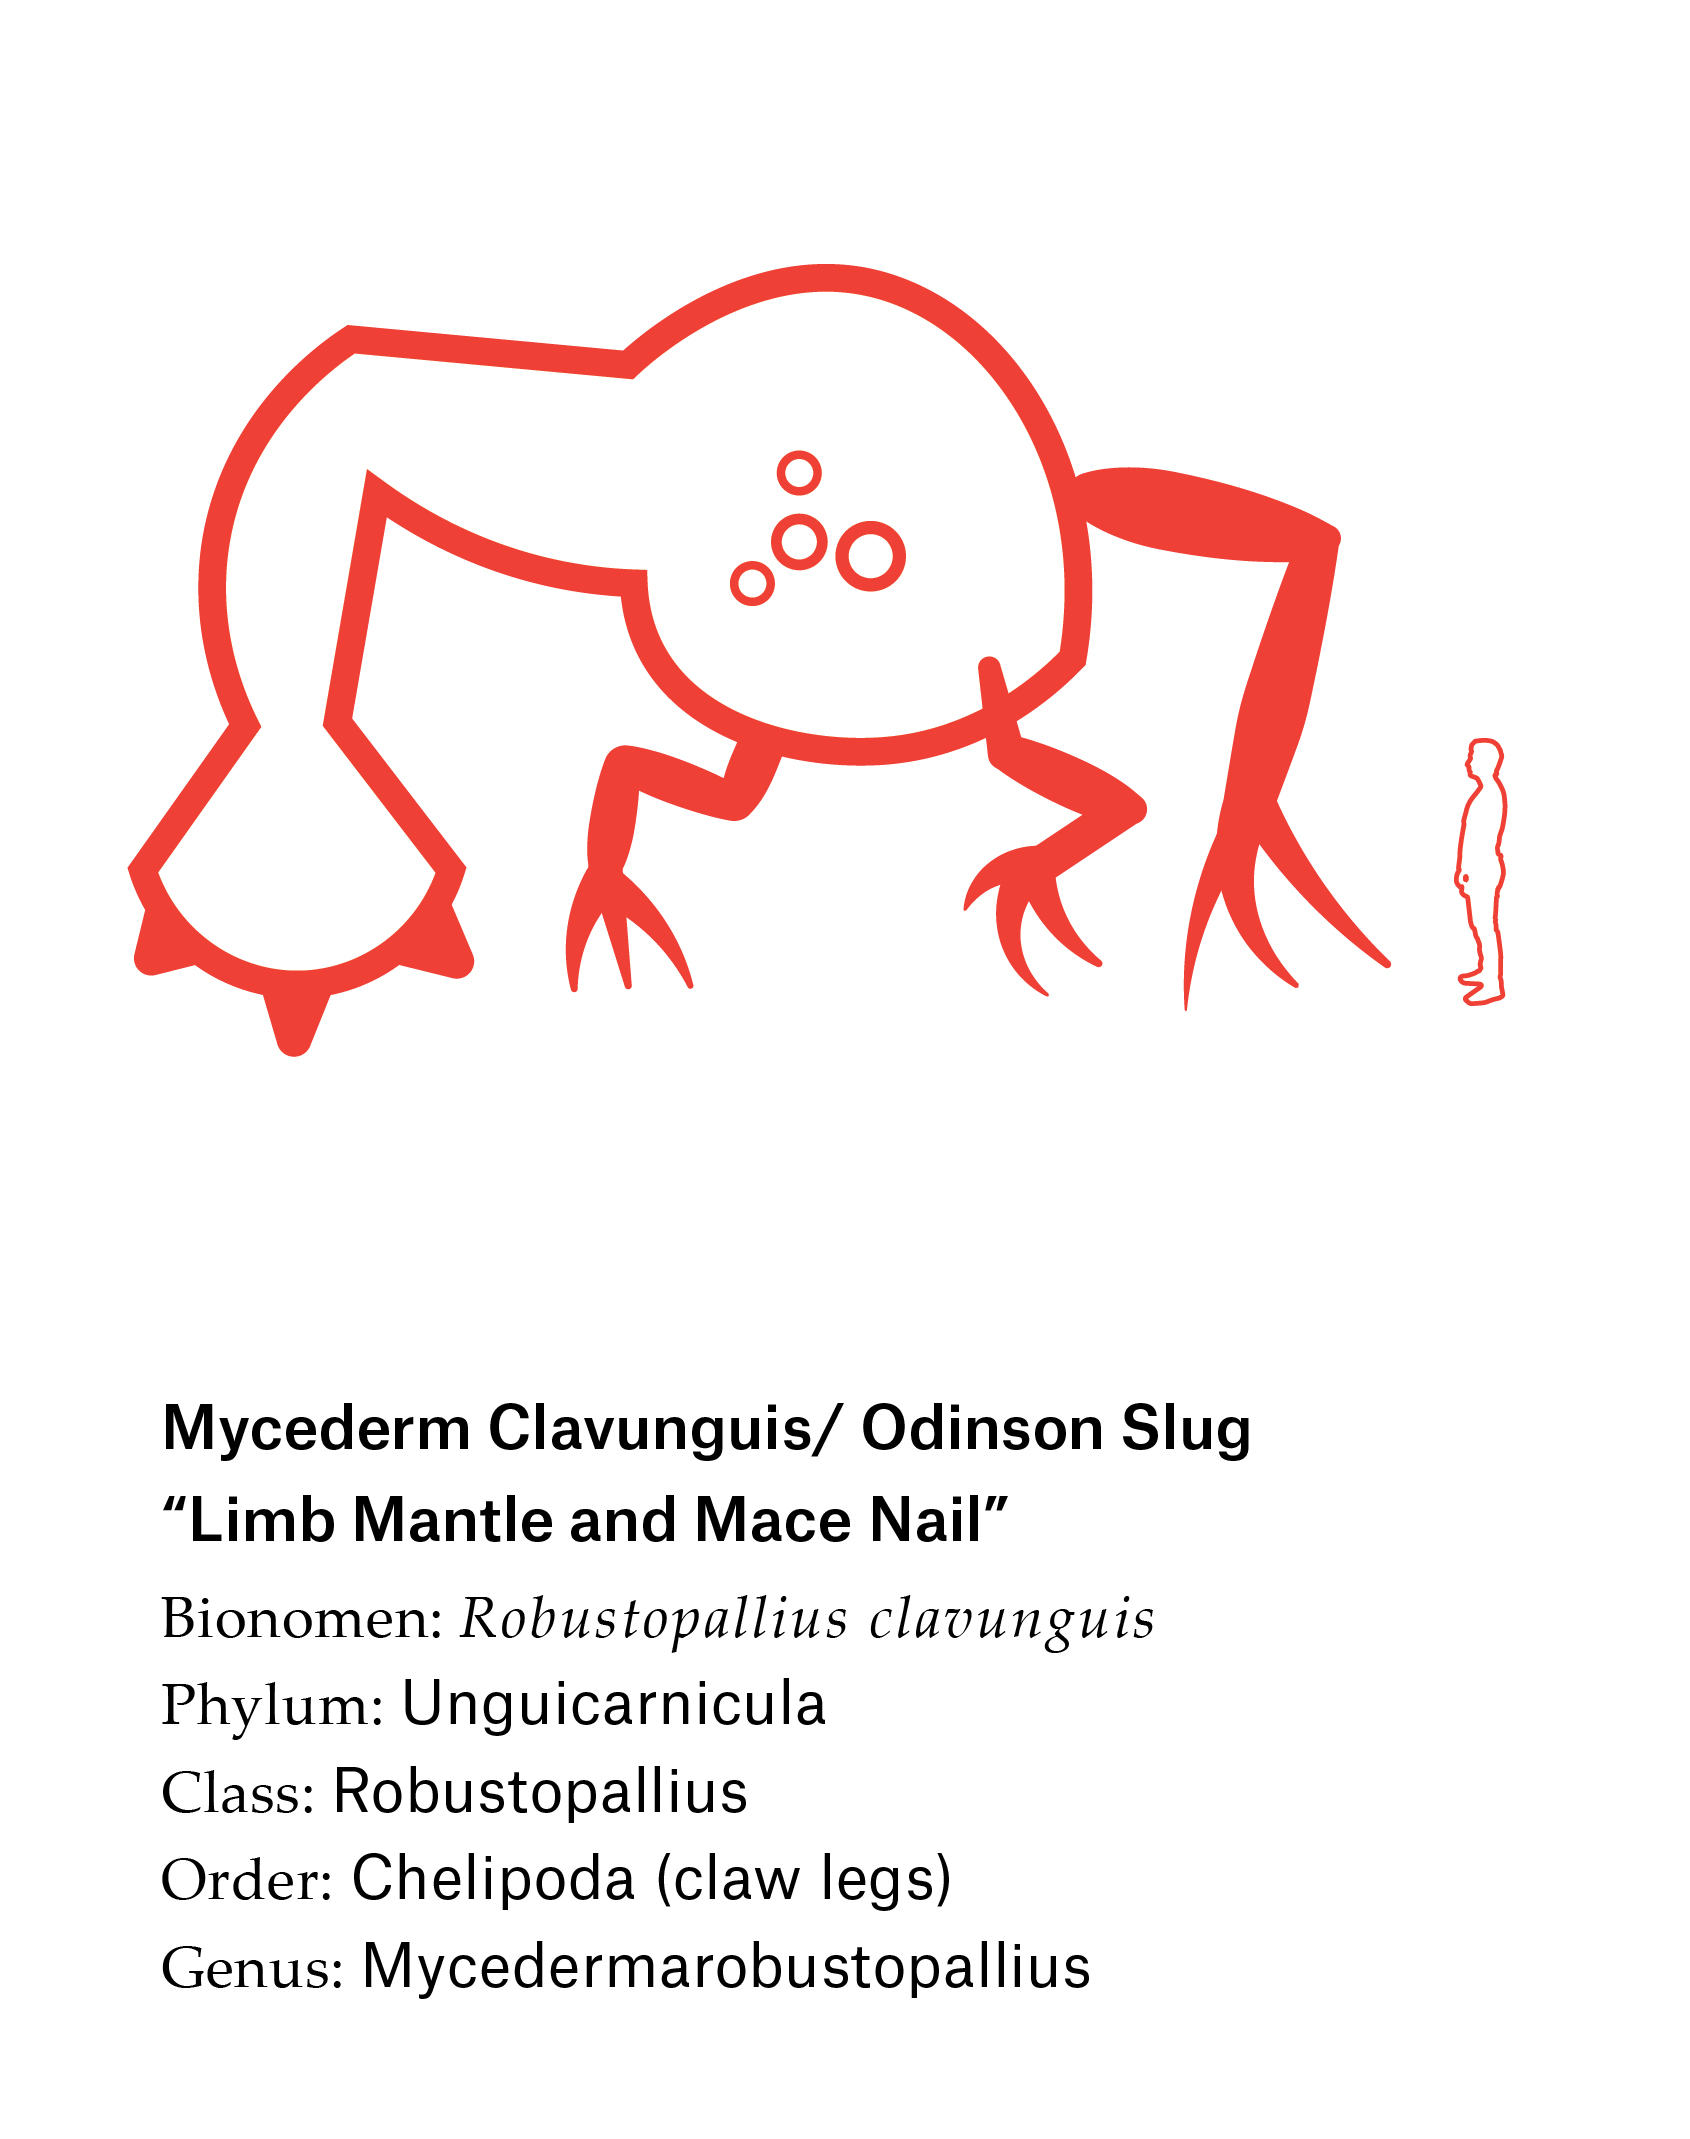 Mycederm Clavunguis/ Odinson Slug
“Limb Mantle and Mace Nail”
Bionomen: Robustopallius clavunguis
Phylum: Unguicarnicula
Class: Robustopallius
Order: Chelipoda (claw legs)
Genus: Mycedermarobustopallius